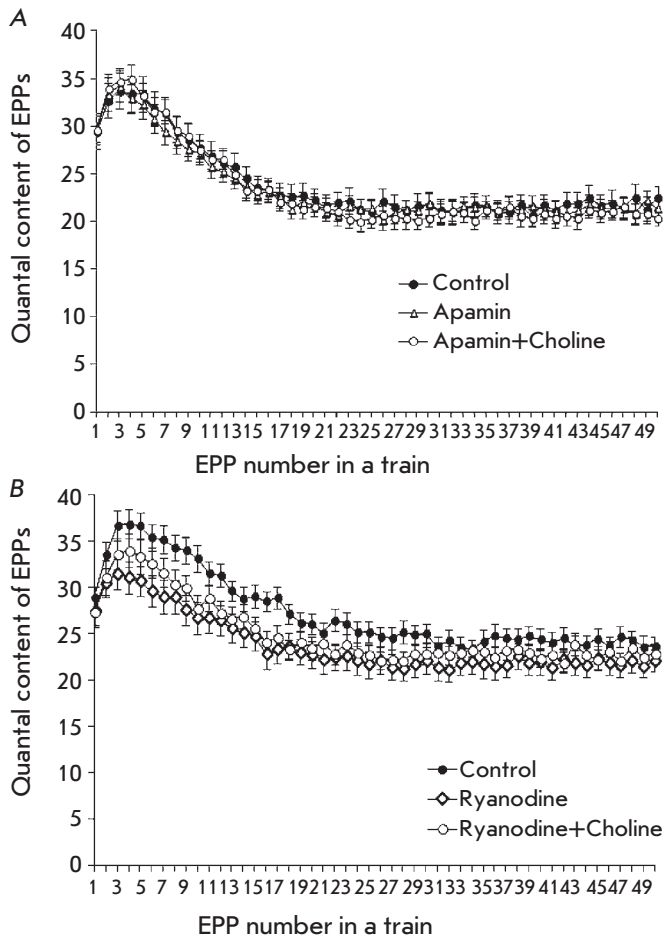 A
Quantal content of EPPs
40
35
30
25
20
15
10
5
0
Control
Apamin
Apamin+Choline
1 3 5 7 9 11 13 15 17 19 21 23 25 27 29 31 33 35 37 39 41 43 45 47 49
EPP number in a train
B
Quantal content of EPPs
40
35
30
25
20
15
10
5
0
Control
Ryanodine
Ryanodine+Choline
1 3 5 7 9 11 13 15 17 19 21 23 25 27 29 31 33 35 37 39 41 43 45 47 49
EPP number in a train